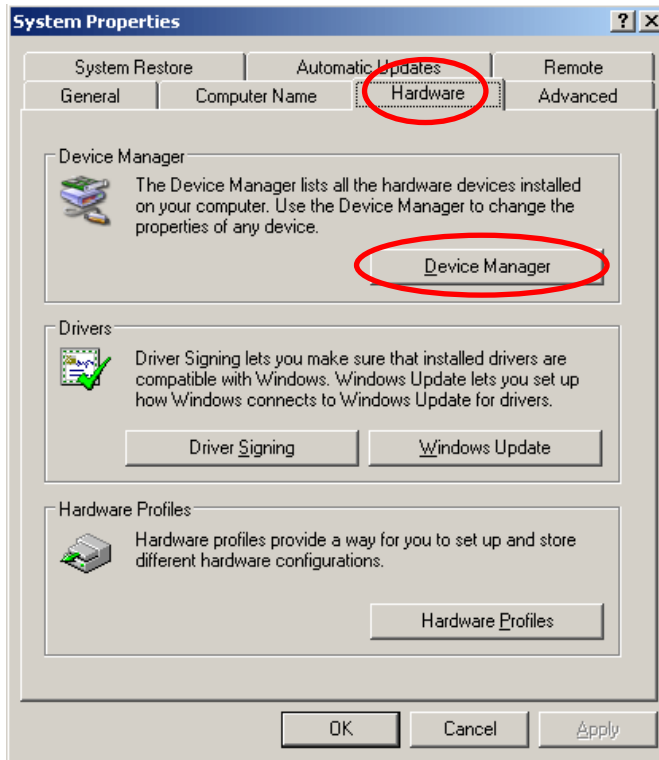 System Properties
System Restore Automatic Updates Remote
General Computer Name Hardware Advanced
Device Manager
The Device Manager lists all the hardware devices installed
on your computer. Use the Device Manager to change the
properties of any device.
Device Manager
Drivers
Driver Signing lets you make sure that installed drivers are
compatible with Windows. Windows Update lets you set up
how Windows connects to Windows Update for drivers.
Driver Signing Windows Update
Hardware Profiles
Hardware profiles provide a way for you to set up and store
different hardware configurations.
Hardware Profiles
OK Cancel Apply